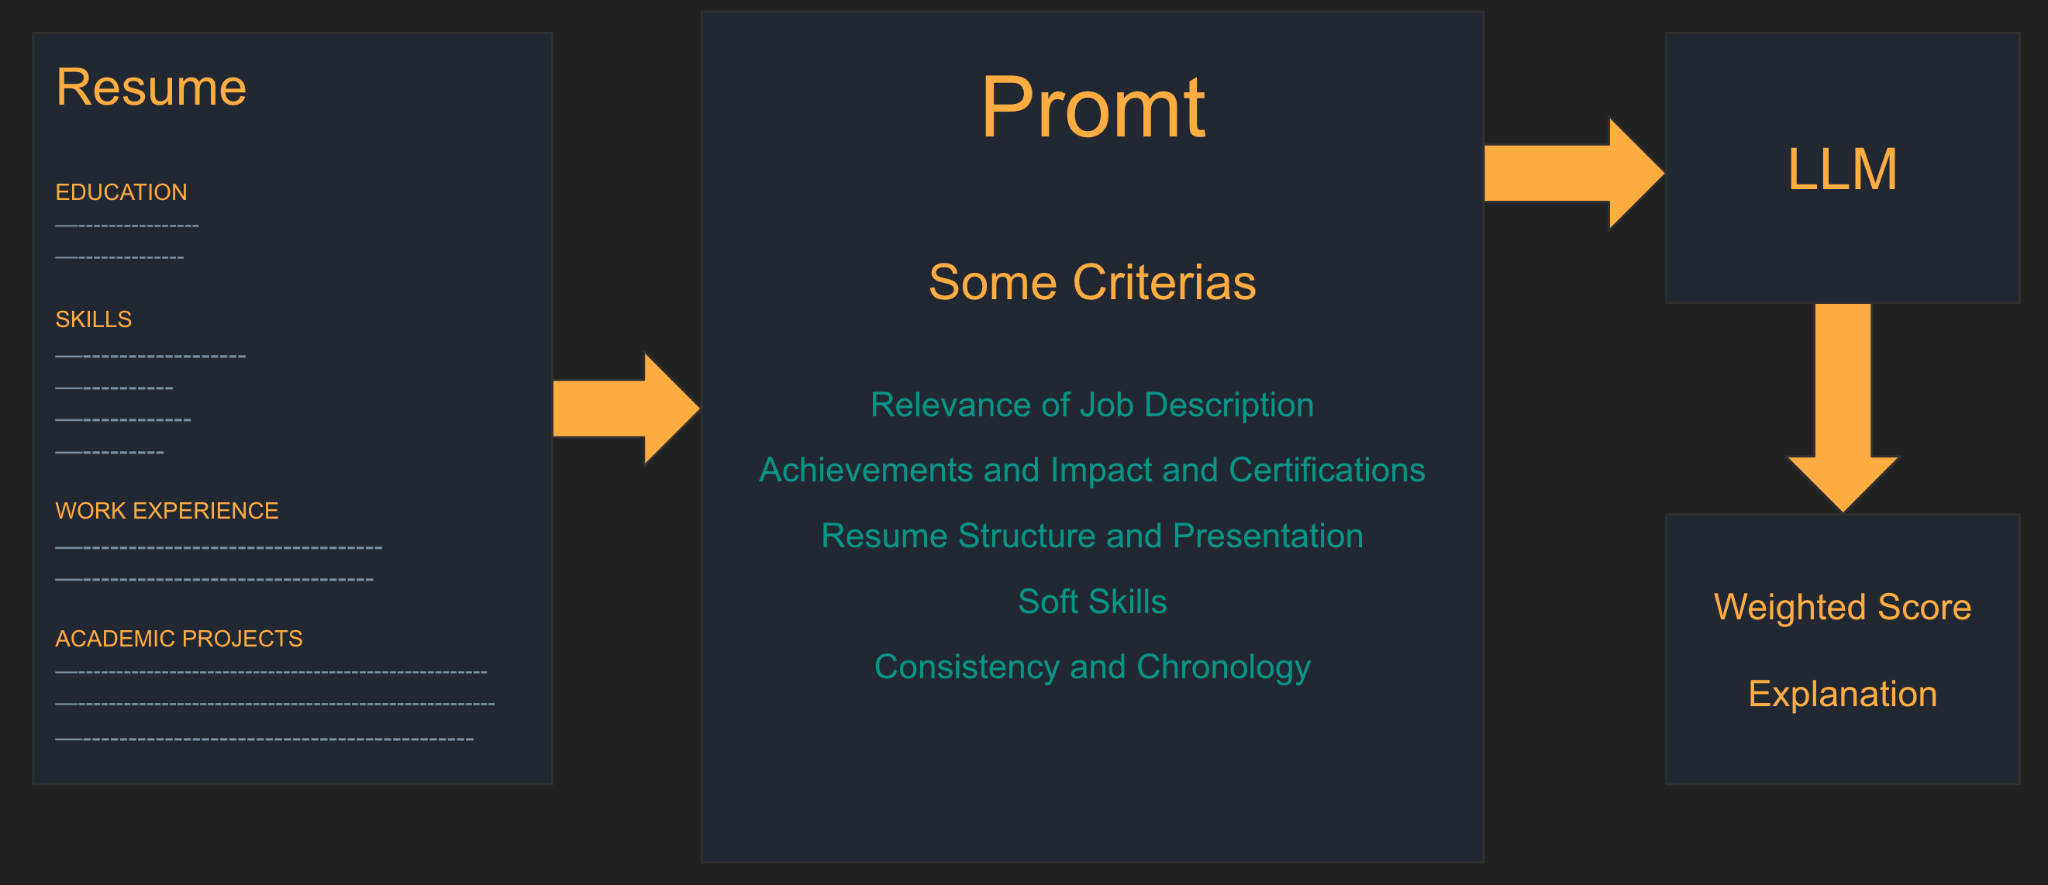 Resume
EDUCATION
SKILLS
WORK EXPERIENCE
ACADEMIC PROJECTS
Promt
Some Criterias
Relevance of Job Description
Achievements and Impact and Certifications
Resume Structure and Presentation
Soft Skills
Consistency and Chronology
LLM
Weighted Score
Explanation